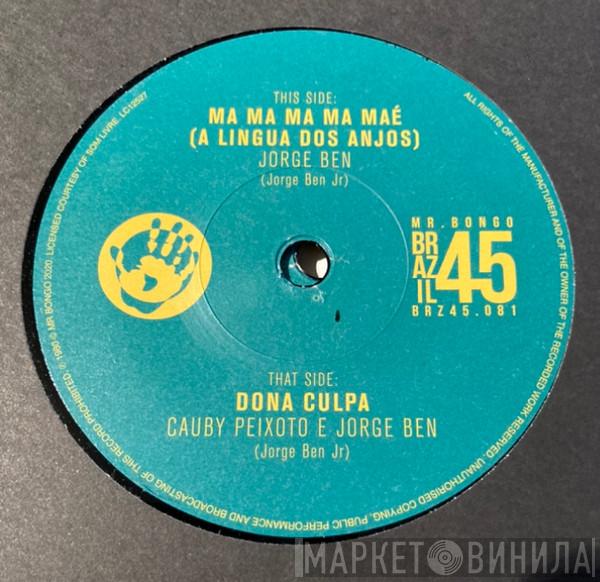 THIS SIDE:
MA MA MA MA MAÉ
(A LINGUA DOS ANJOS)
JORGE BEN
(Jorge Ben Jr)
MR.BONGO
BR
AZ
IL
45
BRZ45.081
THAT SIDE:
DONA CULPA
CAUBY PEIXOTO E JORGE BEN
(Jorge Ben Jr)
ALL RIGHTS OF THE MANUFACTURER AND OF THE OWNER OF THE RECORDED WORK RESERVED. UNAUTHORISED COPYING, PUBLIC PERFORMANCE AND BROADCASTING OF THIS RECORD PROHIBITED ℗ 1980 © MR BONGO 2020. LICENSED COURTESY OF SOM LIVRE. LC12527
МАРКЕТ ВИНИЛА